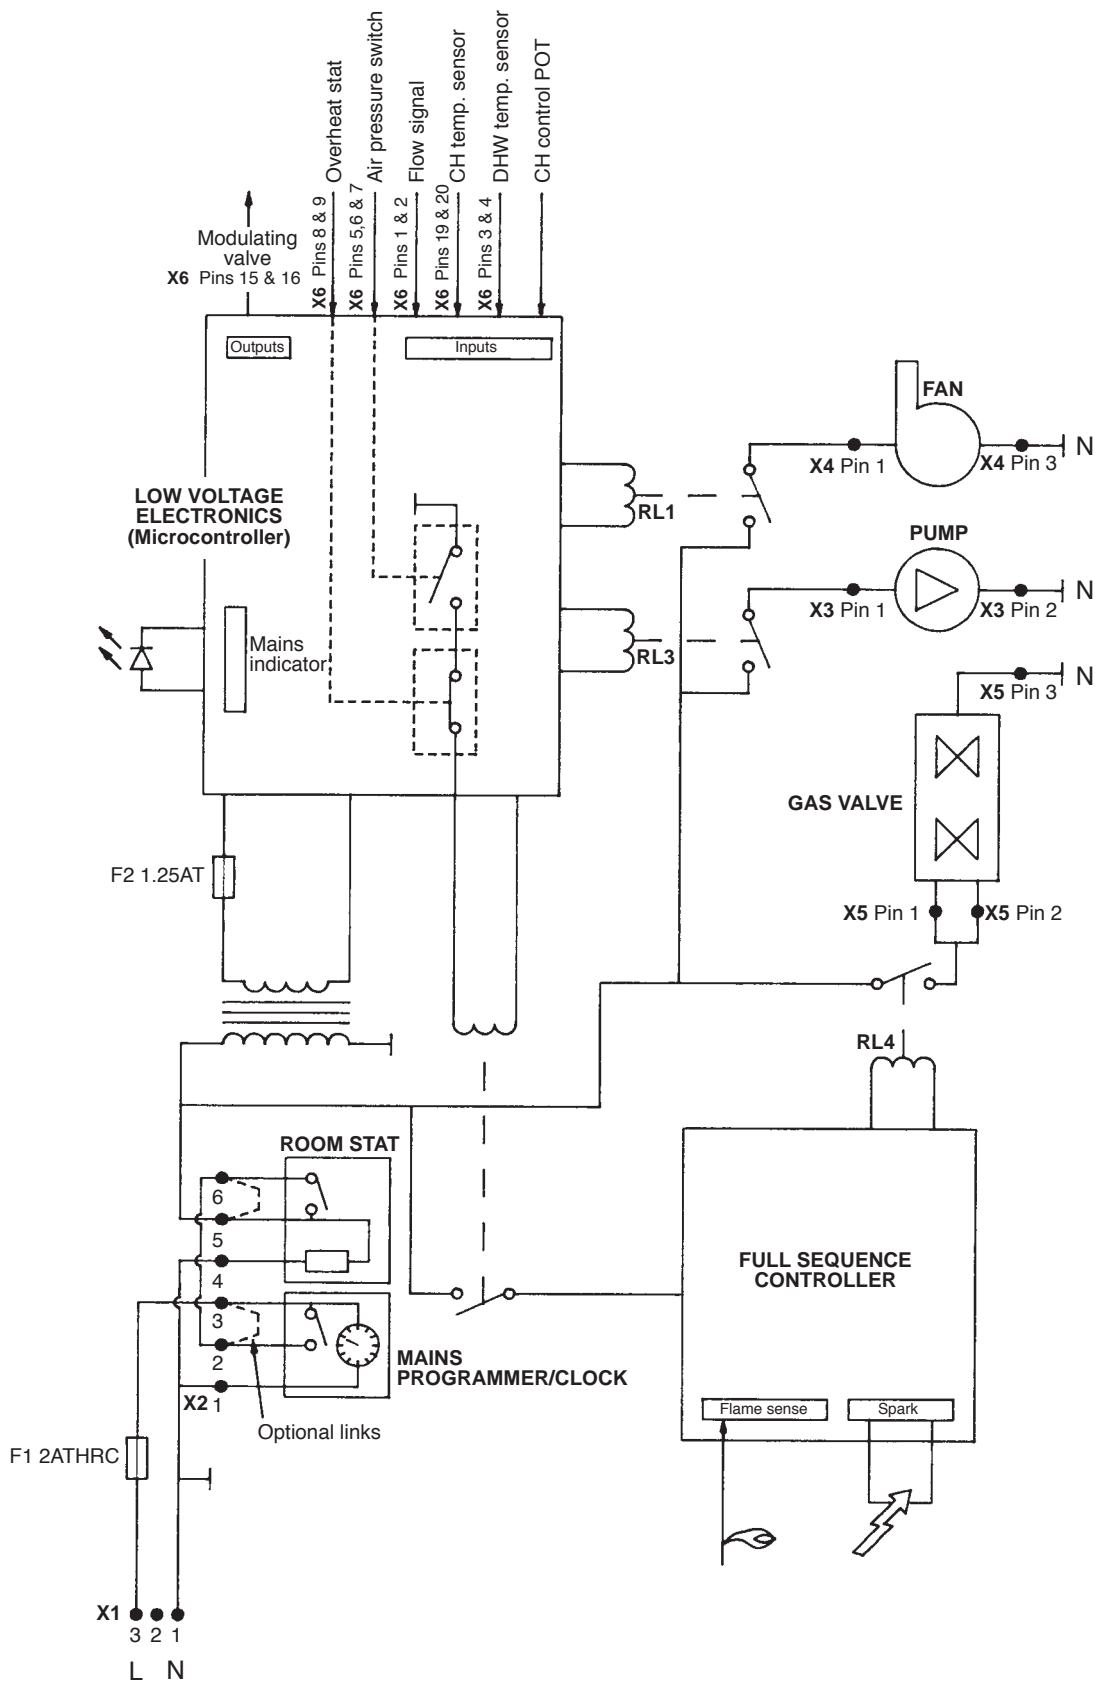 Overheat stat
Air pressure switch
Flow signal
CH temp. sensor
DHW temp. sensor
CH control POT
X6 Pins 8 & 9
X6 Pins 5,6 & 7
X6 Pins 1 & 2
X6 Pins 19 & 20
X6 Pins 3 & 4
Modulating
valve
X6 Pins 15 & 16
Outputs
Inputs
FAN
X4 Pin 1
X4 Pin 3
N
LOW VOLTAGE
ELECTRONICS
(Microcontroller)
RL1
PUMP
X3 Pin 1
X3 Pin 2
N
Mains
indicator
RL3
X5 Pin 3
N
GAS VALVE
F2 1.25AT
X5 Pin 1
X5 Pin 2
RL4
ROOM STAT
6
5
4
3
2
X2 1
FULL SEQUENCE
CONTROLLER
MAINS
PROGRAMMER/CLOCK
Optional links
Flame sense
Spark
F1 2ATHRC
X1
3 2 1
L N